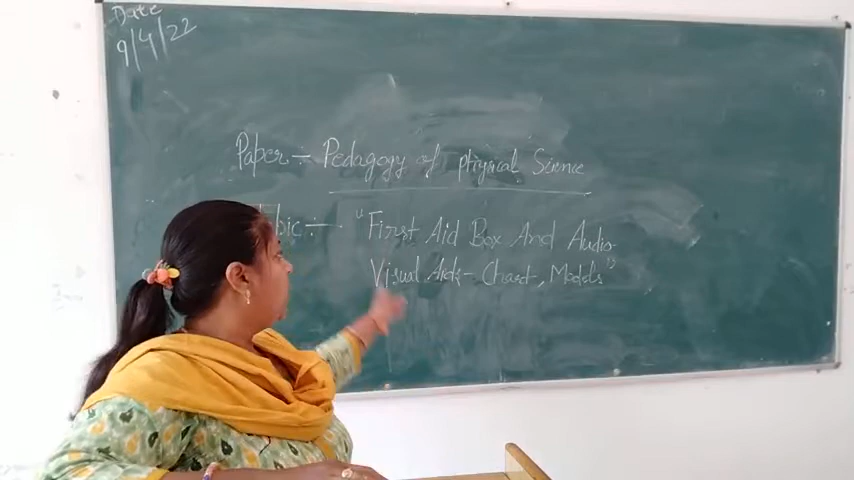 Date
9/4/22
Paper :- Pedagogy of physical Science
Topic :- "First Aid Box And Audio
Visual Aids - Chart, Models"